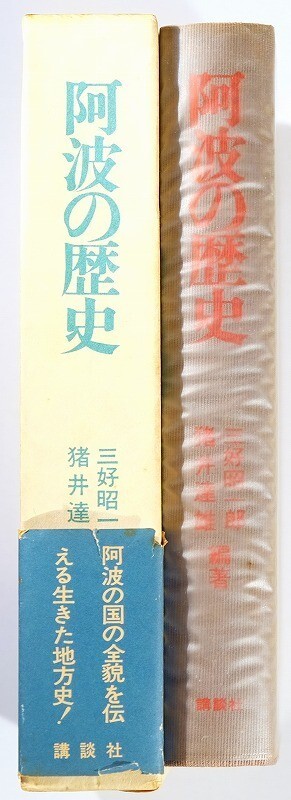 阿波の歴史
三好昭一
猪井達
阿波の国の全貌を伝
える生きた地方史！
講談社
阿波の歴史
三好昭一郎
猪井達雄 編著
講談社